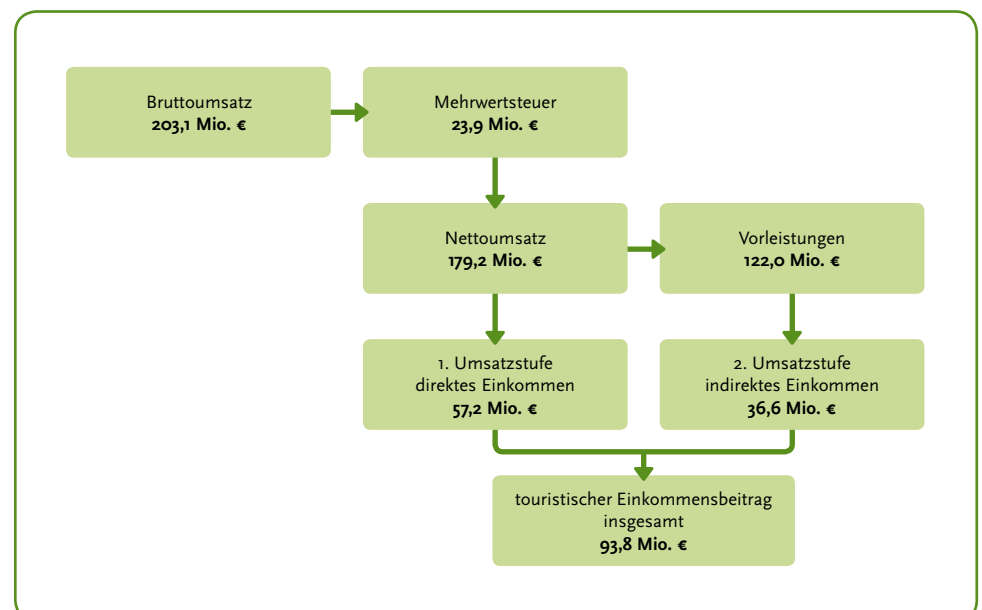 Bruttoumsatz
203,1 Mio. €
Mehrwertsteuer
23,9 Mio. €
Nettoumsatz
179,2 Mio. €
Vorleistungen
122,0 Mio. €
1. Umsatzstufe
direktes Einkommen
57,2 Mio. €
2. Umsatzstufe
indirektes Einkommen
36,6 Mio. €
touristischer Einkommensbeitrag
insgesamt
93,8 Mio. €